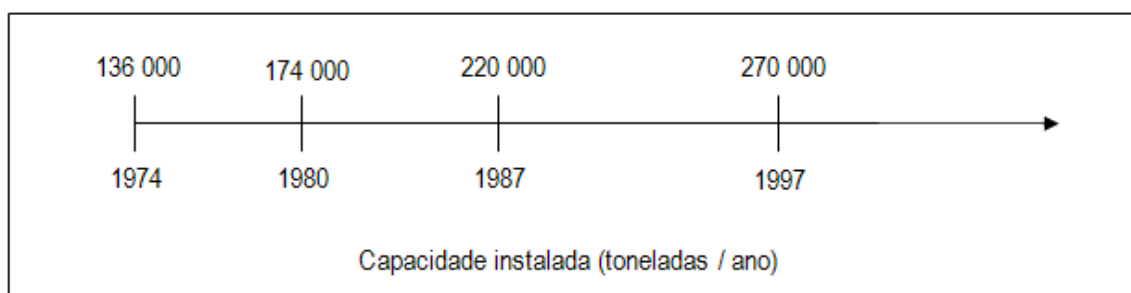 136 000 174 000 220 000 270 000
1974 1980 1987 1997
Capacidade instalada (toneladas / ano)